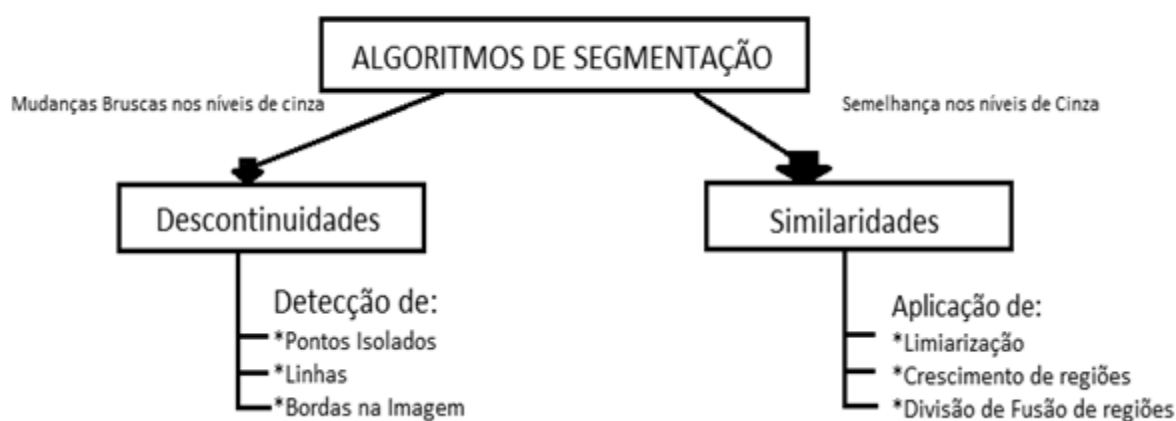 ALGORITMOS DE SEGMENTAÇÃO
Mudanças Bruscas nos níveis de cinza
Semelhança nos níveis de Cinza
Descontinuidades
Detecção de:
*Pontos Isolados
*Linhas
*Bordas na Imagem
Similaridades
Aplicação de:
*Limiarização
*Crescimento de regiões
*Divisão de Fusão de regiões